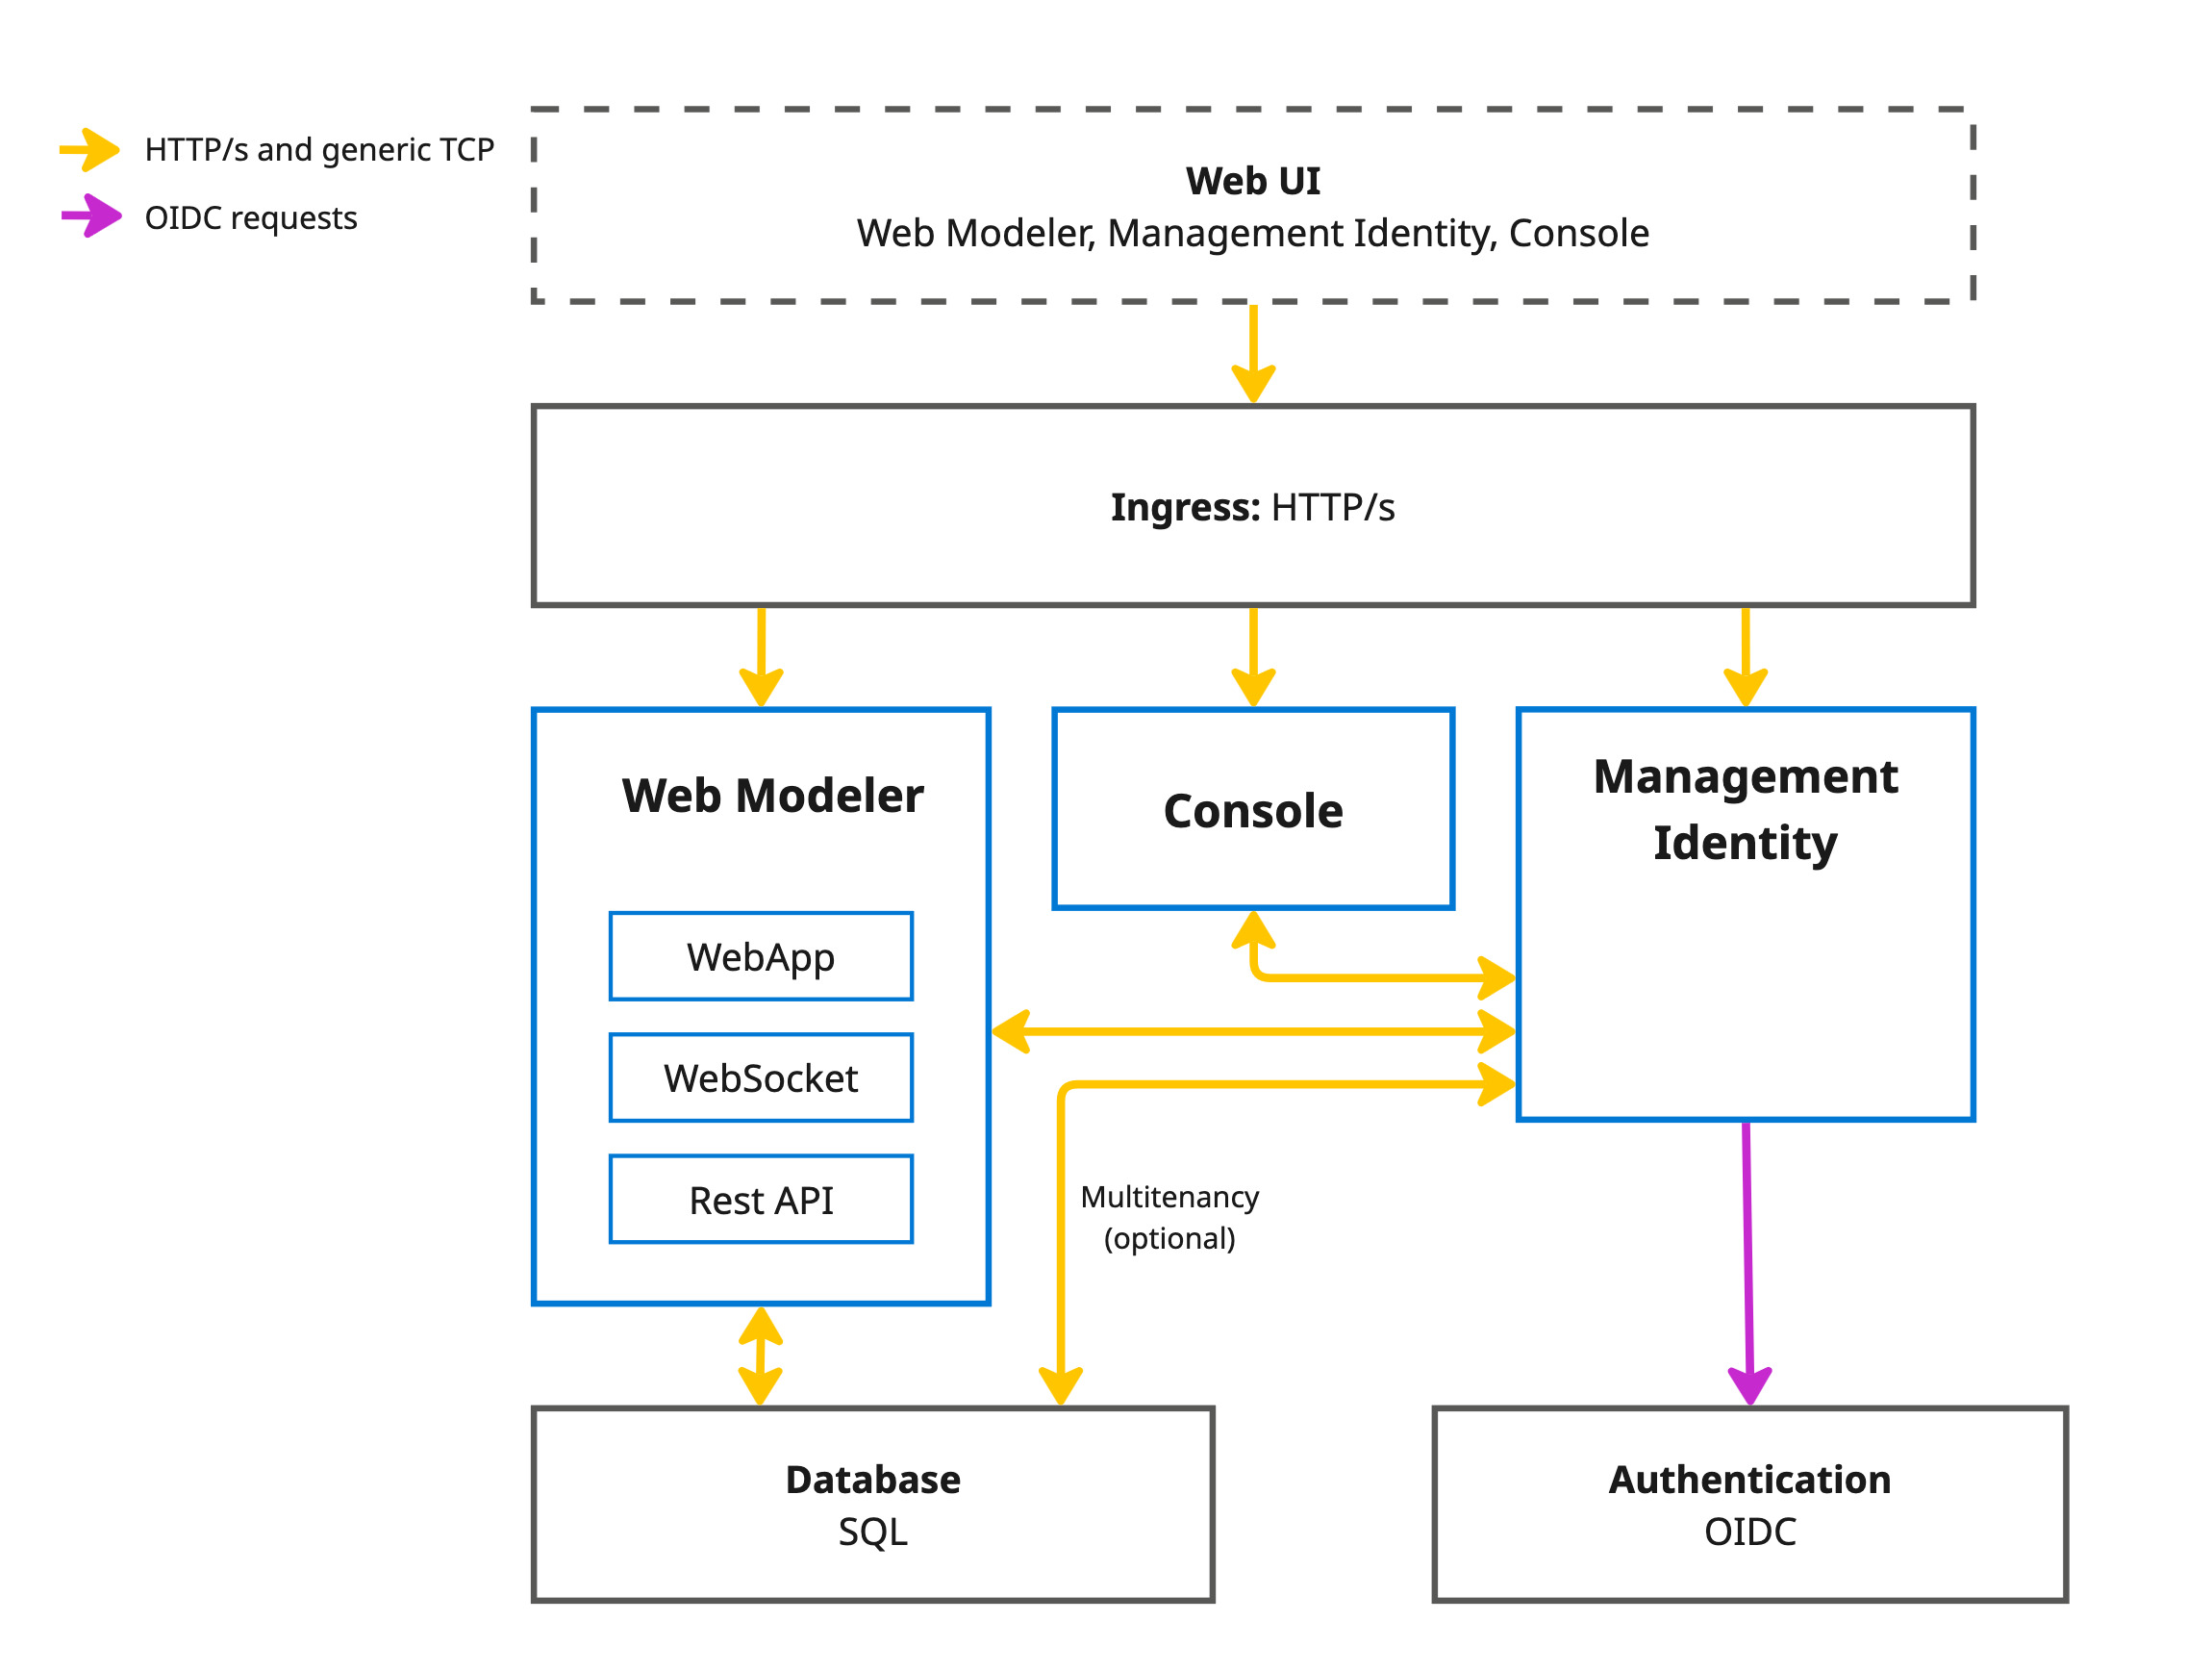 HTTP/s and generic TCP
OIDC requests
Web UI
Web Modeler, Management Identity, Console
Ingress: HTTP/s
Web Modeler
WebApp
WebSocket
Rest API
Console
Management
Identity
Multitenancy
(optional)
Database
SQL
Authentication
OIDC